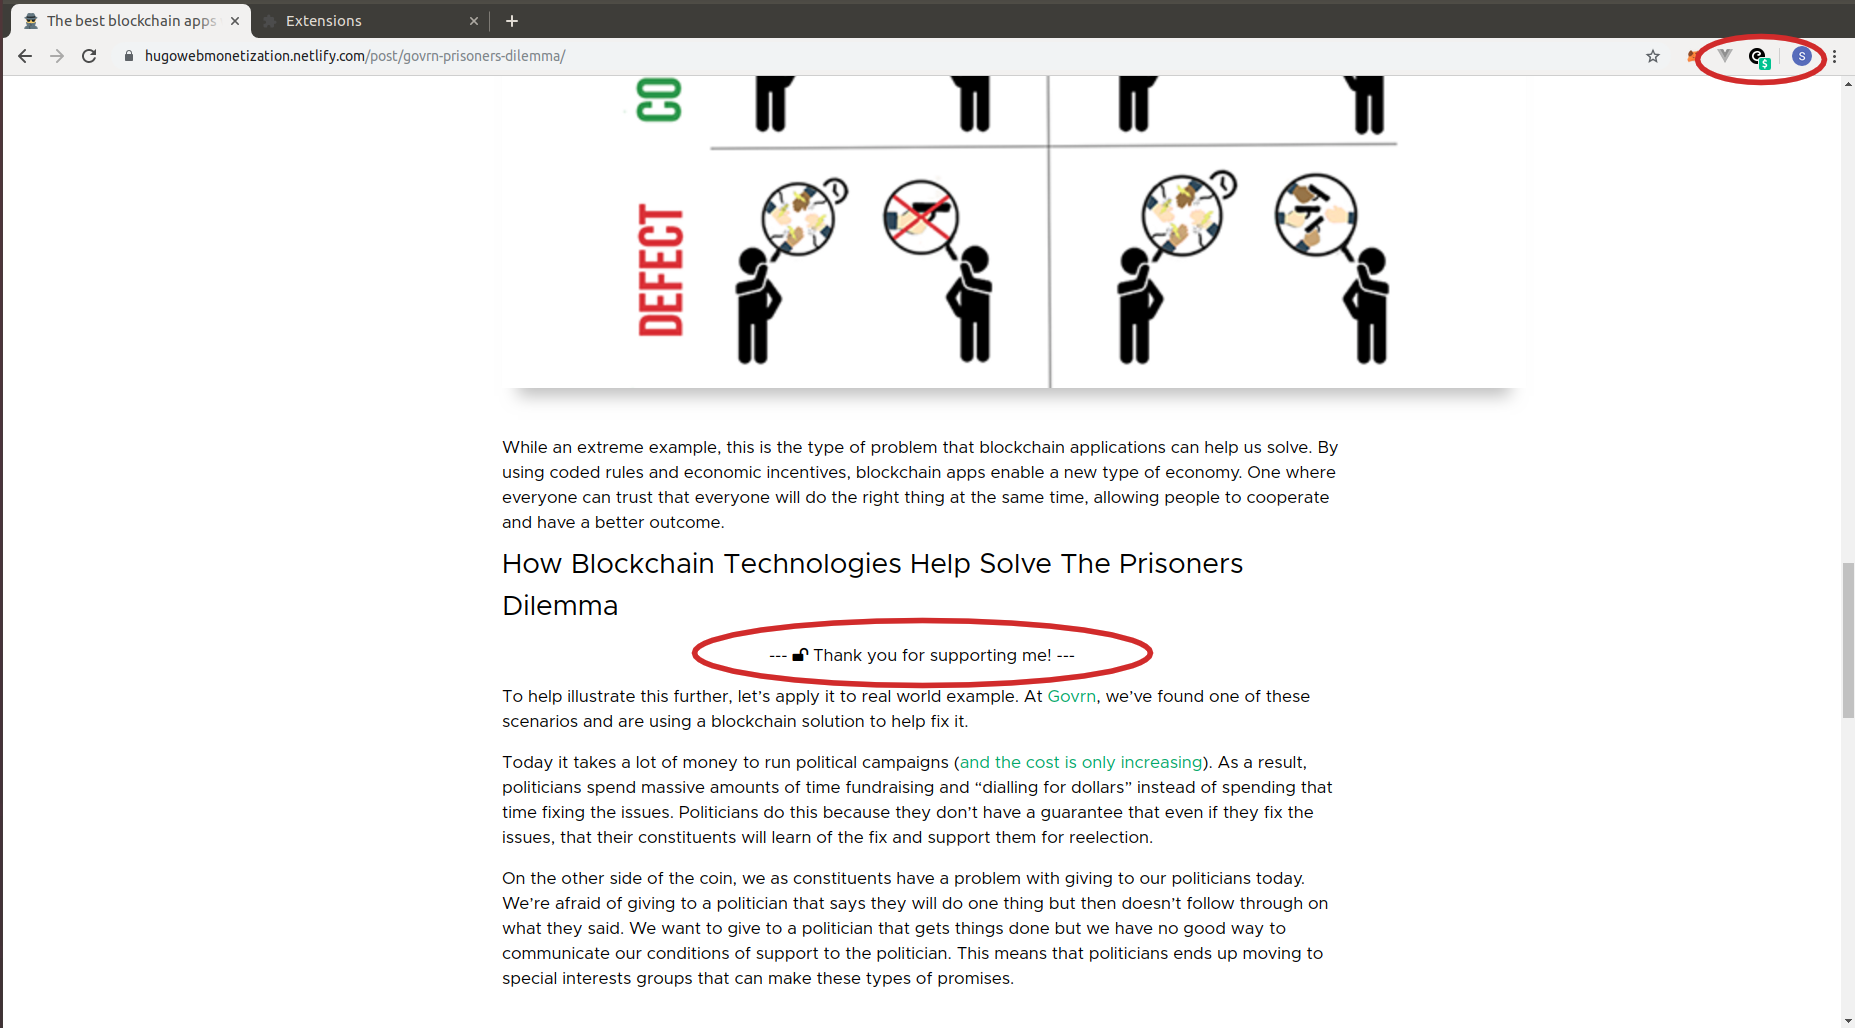 The best blockchain apps
Extensions
hugowebmonetization.netlify.com/post/govrn-prisoners-dilemma/
$
S
CO
DEFECT
While an extreme example, this is the type of problem that blockchain applications can help us solve. By
using coded rules and economic incentives, blockchain apps enable a new type of economy. One where
everyone can trust that everyone will do the right thing at the same time, allowing people to cooperate
and have a better outcome.
How Blockchain Technologies Help Solve The Prisoners
Dilemma
--- Thank you for supporting me! ---
To help illustrate this further, let’s apply it to real world example. At Govrn, we’ve found one of these
scenarios and are using a blockchain solution to help fix it.
Today it takes a lot of money to run political campaigns (and the cost is only increasing). As a result,
politicians spend massive amounts of time fundraising and “dialling for dollars” instead of spending that
time fixing the issues. Politicians do this because they don’t have a guarantee that even if they fix the
issues, that their constituents will learn of the fix and support them for reelection.
On the other side of the coin, we as constituents have a problem with giving to our politicians today.
We’re afraid of giving to a politician that says they will do one thing but then doesn’t follow through on
what they said. We want to give to a politician that gets things done but we have no good way to
communicate our conditions of support to the politician. This means that politicians ends up moving to
special interests groups that can make these types of promises.